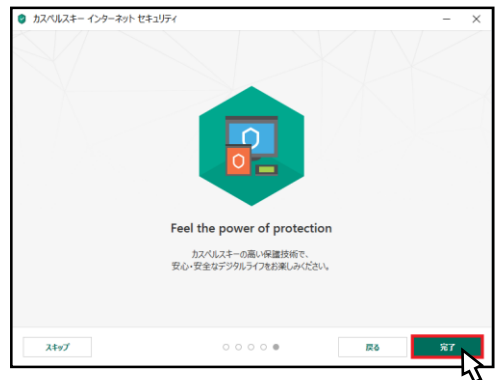 カスペルスキー インターネット セキュリティ
Feel the power of protection
カスペルスキーの高い保護技術で、
安心・安全なデジタルライフをお楽しみください。
スキップ
戻る
完了